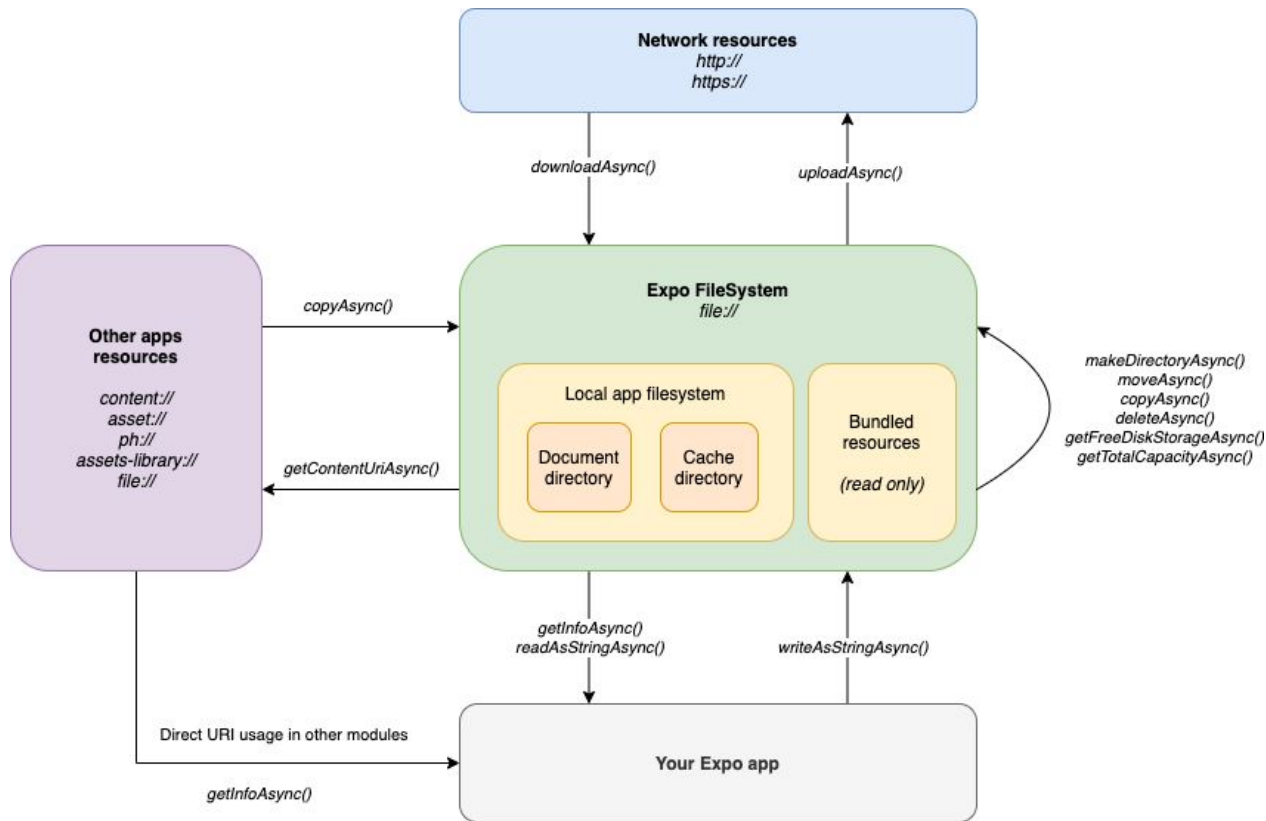 Network resources
http://
https://
downloadAsync()
uploadAsync()
Other apps
resources
content://
asset://
ph://
assets-library://
file://
copyAsync()
getContentUriAsync()
Expo FileSystem
file://
Local app filesystem
Document
directory
Cache
directory
Bundled
resources
(read only)
makeDirectoryAsync()
moveAsync()
copyAsync()
deleteAsync()
getFreeDiskStorageAsync()
getTotalCapacityAsync()
getInfoAsync()
readAsStringAsync()
writeAsStringAsync()
Direct URI usage in other modules
getInfoAsync()
Your Expo app